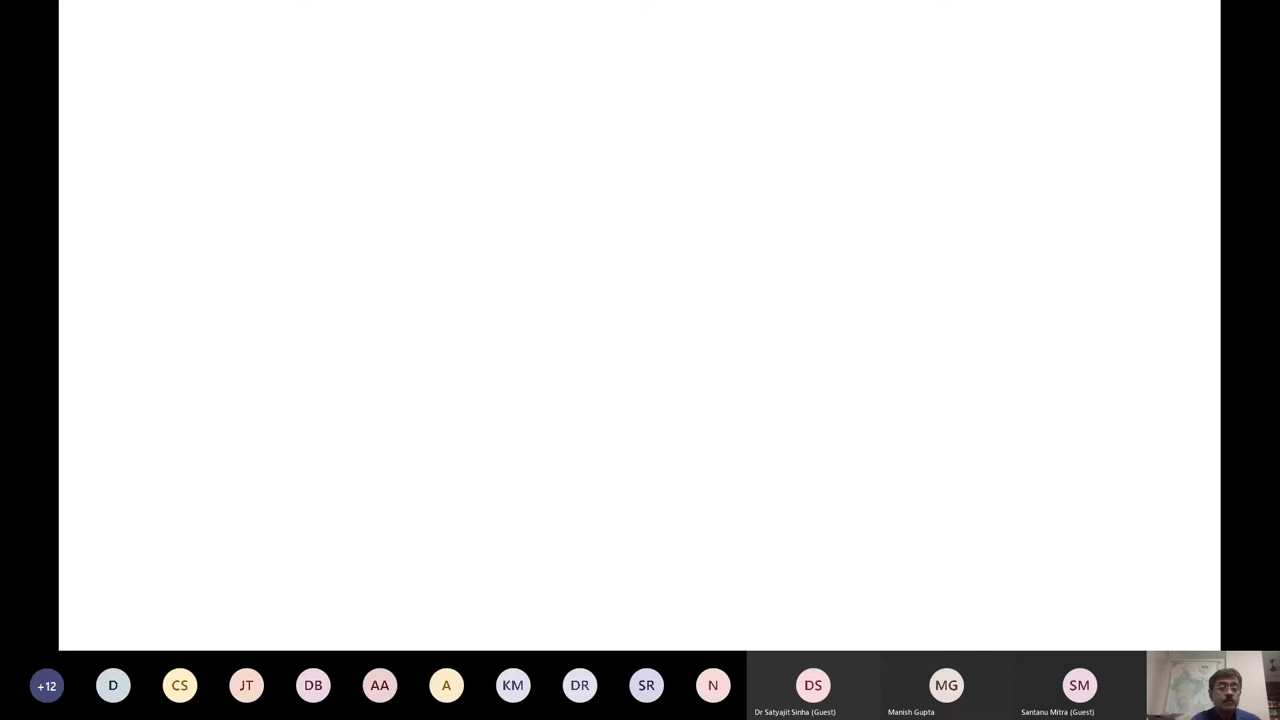 +12 D CS JT DB AA A KM DR SR N DS MG SM
Dr Satyajit Sinha (Guest) Manish Gupta Santanu Mitra (Guest)